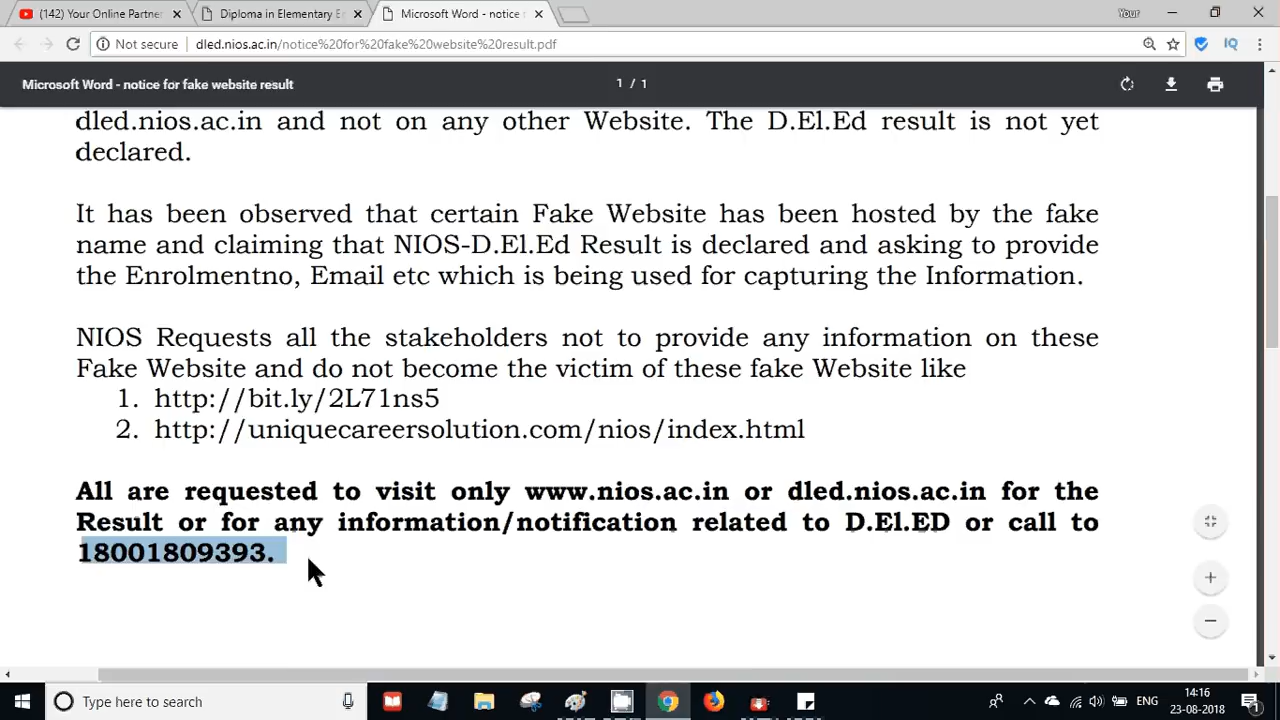 (142) Your Online Partner
Diploma in Elementary E
Microsoft Word - notice
Your
Not secure
dled.nios.ac.in/notice%20for%20fake%20website%20result.pdf
IQ
Microsoft Word - notice for fake website result
1 / 1
dled.nios.ac.in and not on any other Website. The D.El.Ed result is not yet
declared.
It has been observed that certain Fake Website has been hosted by the fake
name and claiming that NIOS-D.El.Ed Result is declared and asking to provide
the Enrolmentno, Email etc which is being used for capturing the Information.
NIOS Requests all the stakeholders not to provide any information on these
Fake Website and do not become the victim of these fake Website like
1. http://bit.ly/2L71ns5
2. http://uniquecareersolution.com/nios/index.html
All are requested to visit only www.nios.ac.in or dled.nios.ac.in for the
Result or for any information/notification related to D.El.ED or call to
18001809393.
Type here to search
ENG
14:16
23-08-2018
1